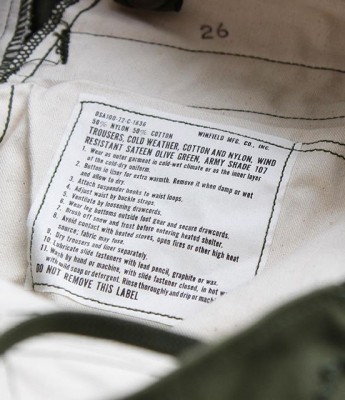 26
DSA100-72-C-1636
50% NYLON 50% COTTON WINFIELD MFG. CO., INC.
TROUSERS, COLD WEATHER, COTTON AND NYLON, WIND
RESISTANT SATEEN OLIVE GREEN, ARMY SHADE 107
1. Wear as outer garment in cold-wet climate or as the inner layer
of the cold-dry uniform.
2. Button in liner for extra warmth. Remove it when damp or wet
and allow to dry.
3. Attach suspender hooks to waist loops.
4. Adjust waist by buckle straps.
5. Ventilate by loosening drawcords.
6. Wear leg bottoms outside foot gear and secure drawcords.
7. Brush off snow and frost before entering heated shelter.
8. Avoid contact with heated stoves, open fires or other high heat
source; fabric may fuse.
9. Dry trousers and liner separately.
10. Lubricate slide fasteners with lead pencil, graphite or wax.
11. Wash by hand or machine, with slide fastener closed, in hot
with mild soap or detergent. Rinse thoroughly and drip or
DO NOT REMOVE THIS LABEL